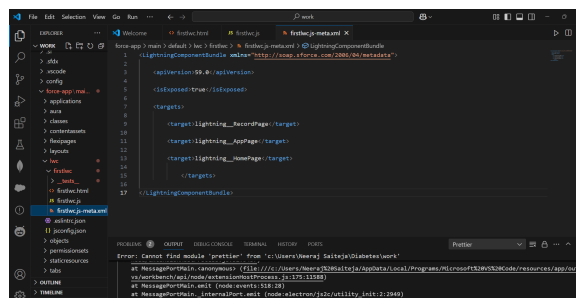 File Edit Selection View Go Run ··· work
EXPLORER ···
Welcome firstlwc.html firstlwc.js firstlwc.js-meta.xml
WORK
.sfdx
.vscode
config
force-app \ mai...
applications
aura
classes
contentassets
flexipages
layouts
lwc
firstlwc
__tests__
firstlwc.html
firstlwc.js
firstlwc.js-meta.xml
.eslintrc.json
jsconfig.json
objects
permissionsets
staticresources
tabs
OUTLINE
TIMELINE
force-app > main > default > lwc > firstlwc > firstlwc.js-meta.xml > LightningComponentBundle
1 <LightningComponentBundle xmlns="http://soap.sforce.com/2006/04/metadata">
2
3 <apiVersion>59.0</apiVersion>
4
5 <isExposed>true</isExposed>
6
7 <targets>
8
9 <target>lightning__RecordPage</target>
10
11 <target>lightning__AppPage</target>
12
13 <target>lightning__HomePage</target>
14
15 </targets>
16
17 </LightningComponentBundle>
PROBLEMS 2 OUTPUT DEBUG CONSOLE TERMINAL HISTORY PORTS Prettier
Error: Cannot find module 'prettier' from 'c:\Users\Neeraj Saiteja\Diabetes\work'
at MessagePortMain.<anonymous> (file:///c:/Users/Neeraj%20Saiteja/AppData/Local/Programs/Microsoft%20VS%20Code/resources/app/ou
vs/workbench/api/node/extensionHostProcess.js:175:11588)
at MessagePortMain.emit (node:events:518:28)
at MessagePortMain._internalPort.emit (node:electron/js2c/utility_init:2:2949)